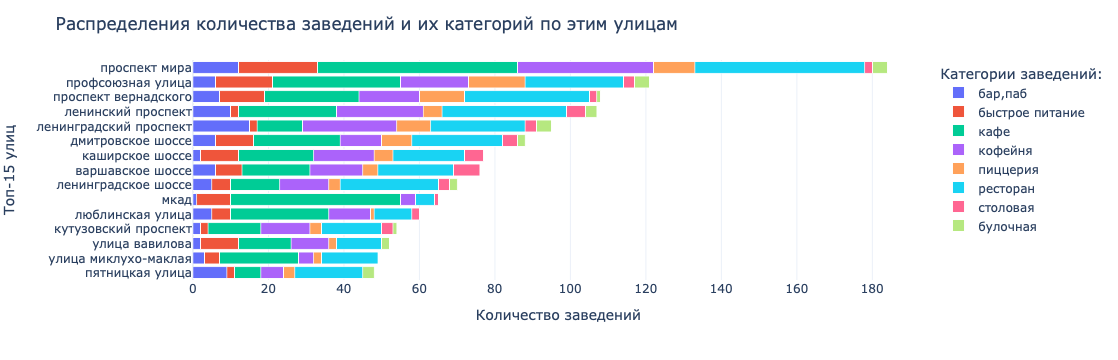 Распределения количества заведений и их категорий по этим улицам
Топ-15 улиц
проспект мира
профсоюзная улица
проспект вернадского
ленинский проспект
ленинградский проспект
дмитровское шоссе
каширское шоссе
варшавское шоссе
ленинградское шоссе
мкад
люблинская улица
кутузовский проспект
улица вавилова
улица миклухо-маклая
пятницкая улица
0 20 40 60 80 100 120 140 160 180
Количество заведений
Категории заведений:
бар,паб
быстрое питание
кафе
кофейня
пиццерия
ресторан
столовая
булочная